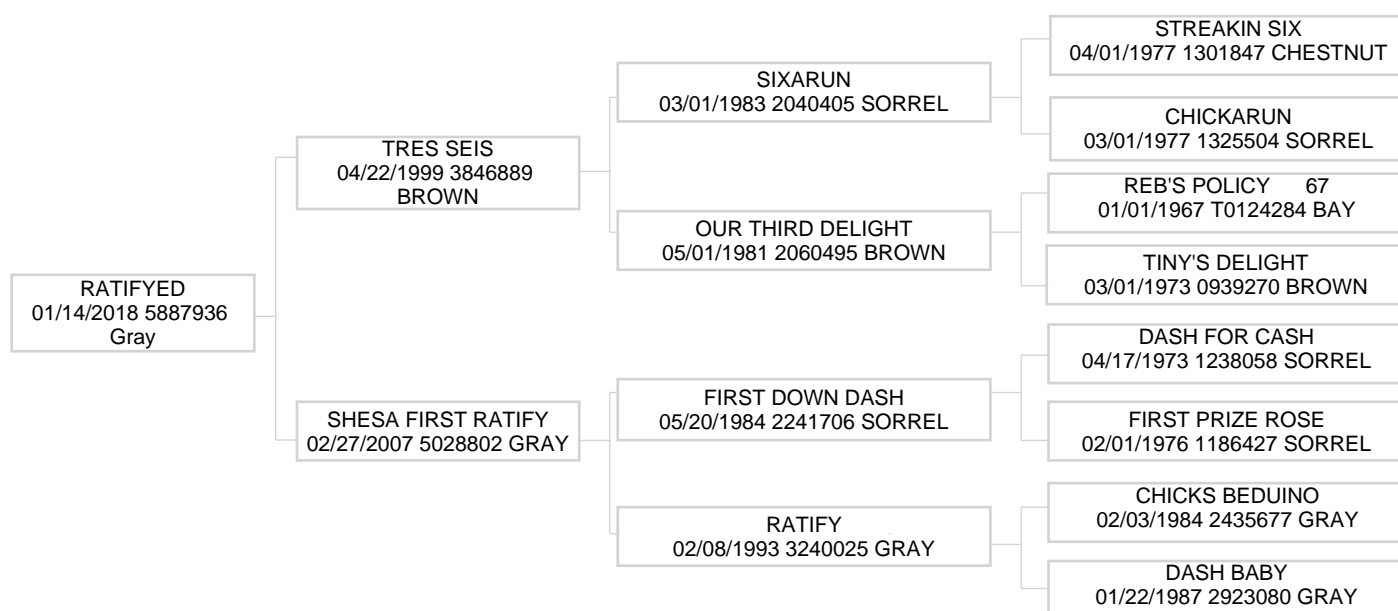 STREAKIN SIX
04/01/1977 1301847 CHESTNUT
SIXARUN
03/01/1983 2040405 SORREL
CHICKARUN
03/01/1977 1325504 SORREL
TRES SEIS
04/22/1999 3846889
BROWN
REB'S POLICY 67
01/01/1967 T0124284 BAY
OUR THIRD DELIGHT
05/01/1981 2060495 BROWN
TINY'S DELIGHT
03/01/1973 0939270 BROWN
RATIFYED
01/14/2018 5887936
Gray
DASH FOR CASH
04/17/1973 1238058 SORREL
FIRST DOWN DASH
05/20/1984 2241706 SORREL
FIRST PRIZE ROSE
02/01/1976 1186427 SORREL
SHESA FIRST RATIFY
02/27/2007 5028802 GRAY
CHICKS BEDUINO
02/03/1984 2435677 GRAY
RATIFY
02/08/1993 3240025 GRAY
DASH BABY
01/22/1987 2923080 GRAY